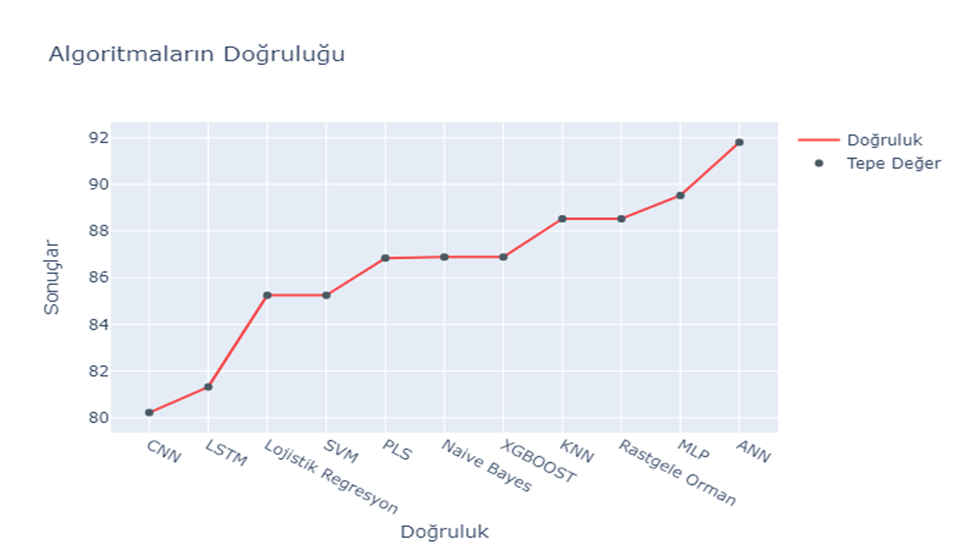 Algoritmaların Doğruluğu
92
90
88
86
84
82
80
Sonuçlar
CNN
LSTM
Lojistik Regresyon
SVM
PLS
Naive Bayes
XGBOOST
KNN
Rastgele Orman
MLP
ANN
Doğruluk
Doğruluk
Tepe Değer